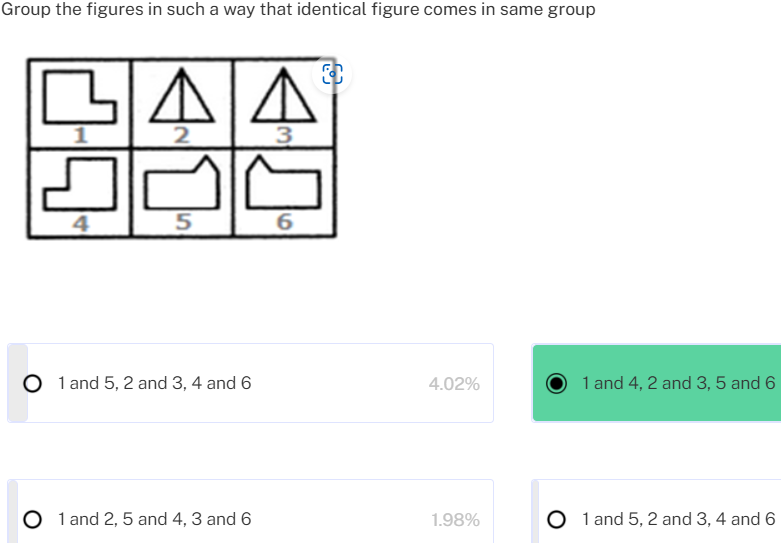 Group the figures in such a way that identical figure comes in same group
1 2 3
4 5 6
1 and 5, 2 and 3, 4 and 6 4.02%
1 and 4, 2 and 3, 5 and 6
1 and 2, 5 and 4, 3 and 6 1.98%
1 and 5, 2 and 3, 4 and 6